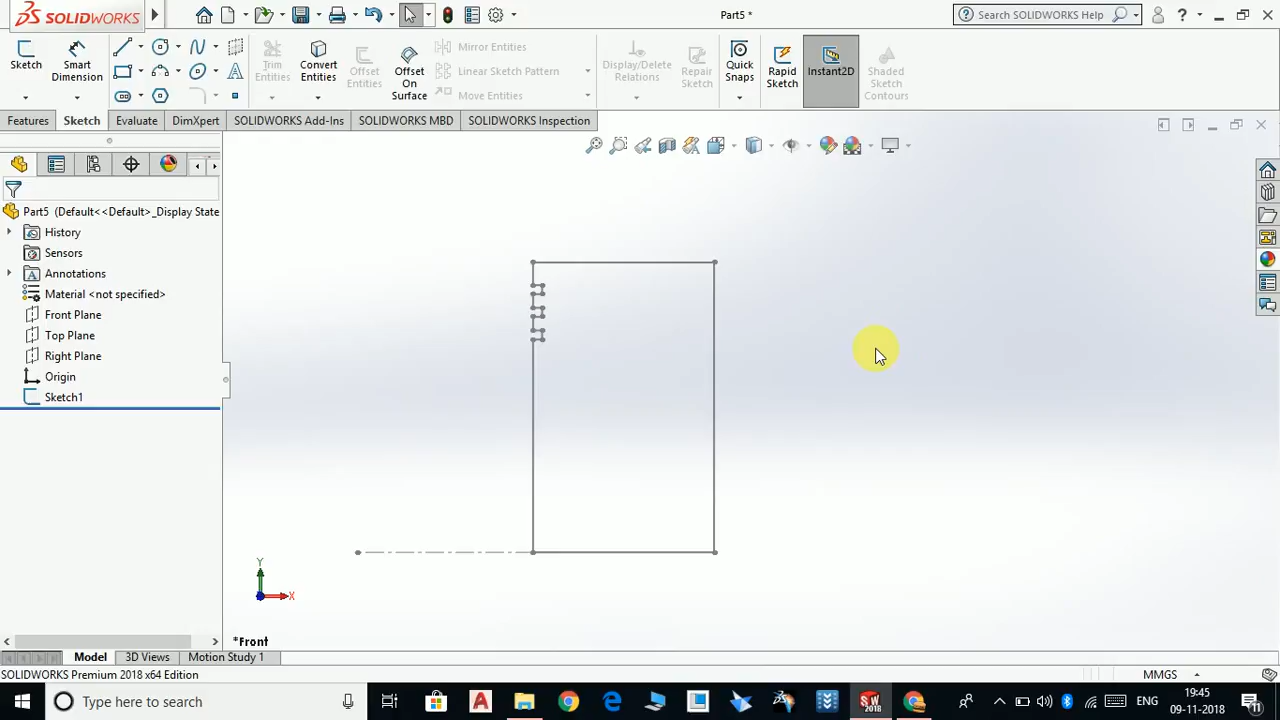 SOLIDWORKS
Part5 *
Search SOLIDWORKS Help
?
Sketch
Smart Dimension
Trim Entities
Convert Entities
Offset Entities
Offset On Surface
Mirror Entities
Linear Sketch Pattern
Move Entities
Display/Delete Relations
Repair Sketch
Quick Snaps
Rapid Sketch
Instant2D
Shaded Sketch Contours
Features
Sketch
Evaluate
DimXpert
SOLIDWORKS Add-Ins
SOLIDWORKS MBD
SOLIDWORKS Inspection
Part5 (Default<<Default>_Display State
History
Sensors
Annotations
Material <not specified>
Front Plane
Top Plane
Right Plane
Origin
Sketch1
Y
X
*Front
Model
3D Views
Motion Study 1
SOLIDWORKS Premium 2018 x64 Edition
MMGS
Type here to search
SW
2018
ENG
19:45
09-11-2018
11